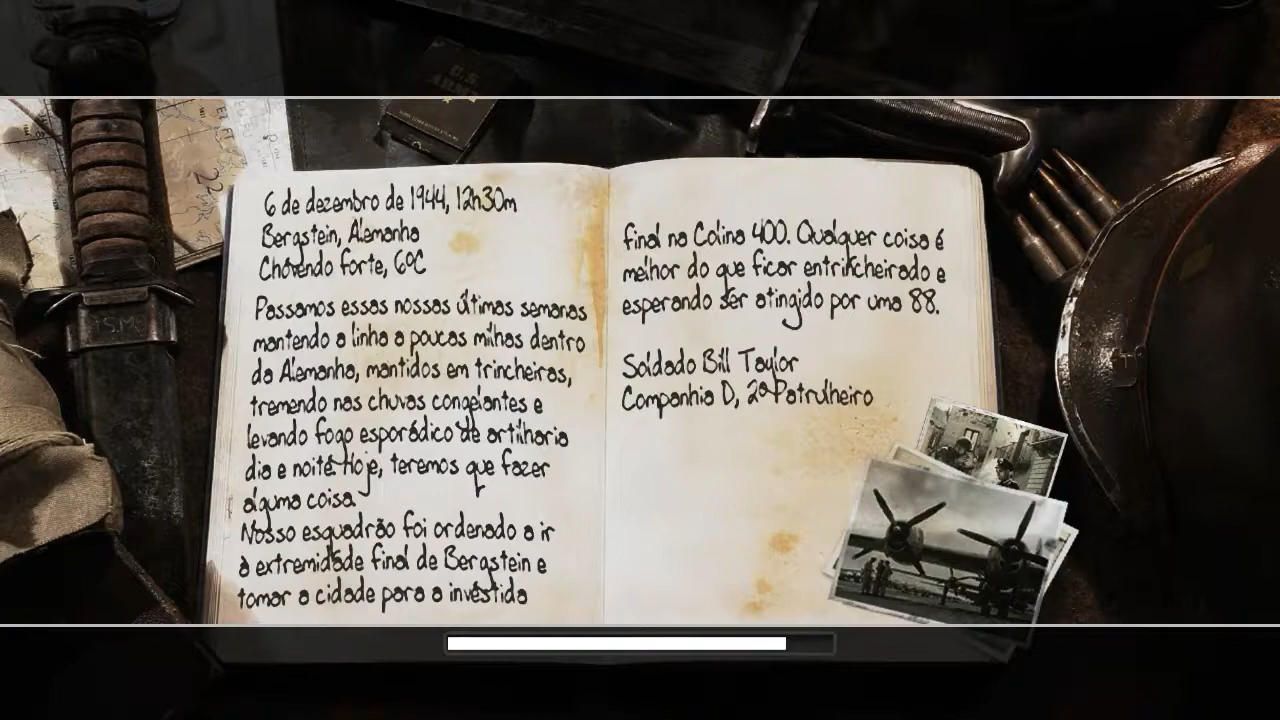 U.S.
ARMY
J.S.M.
6 de dezembro de 1944, 12h30m
Bergstein, Alemanha
Chovendo forte, 6ºC
Passamos essas nossas útimas semanas
mantendo a linha a poucas milhas dentro
da Alemanha, mantidos em trincheiras,
tremendo nas chuvas congelantes e
levando fogo esporádico de artilharia
dia e noite. Hoje, teremos que fazer
alguma coisa.
Nosso esquadrão foi ordenado a ir
à extremidade final de Bergstein e
tomar a cidade para a investida
final na Colina 400. Qualquer coisa é
melhor do que ficar entrincheirado e
esperando ser atingido por uma 88.
Soldado Bill Taylor
Companhia D, 2º Patrulheiro